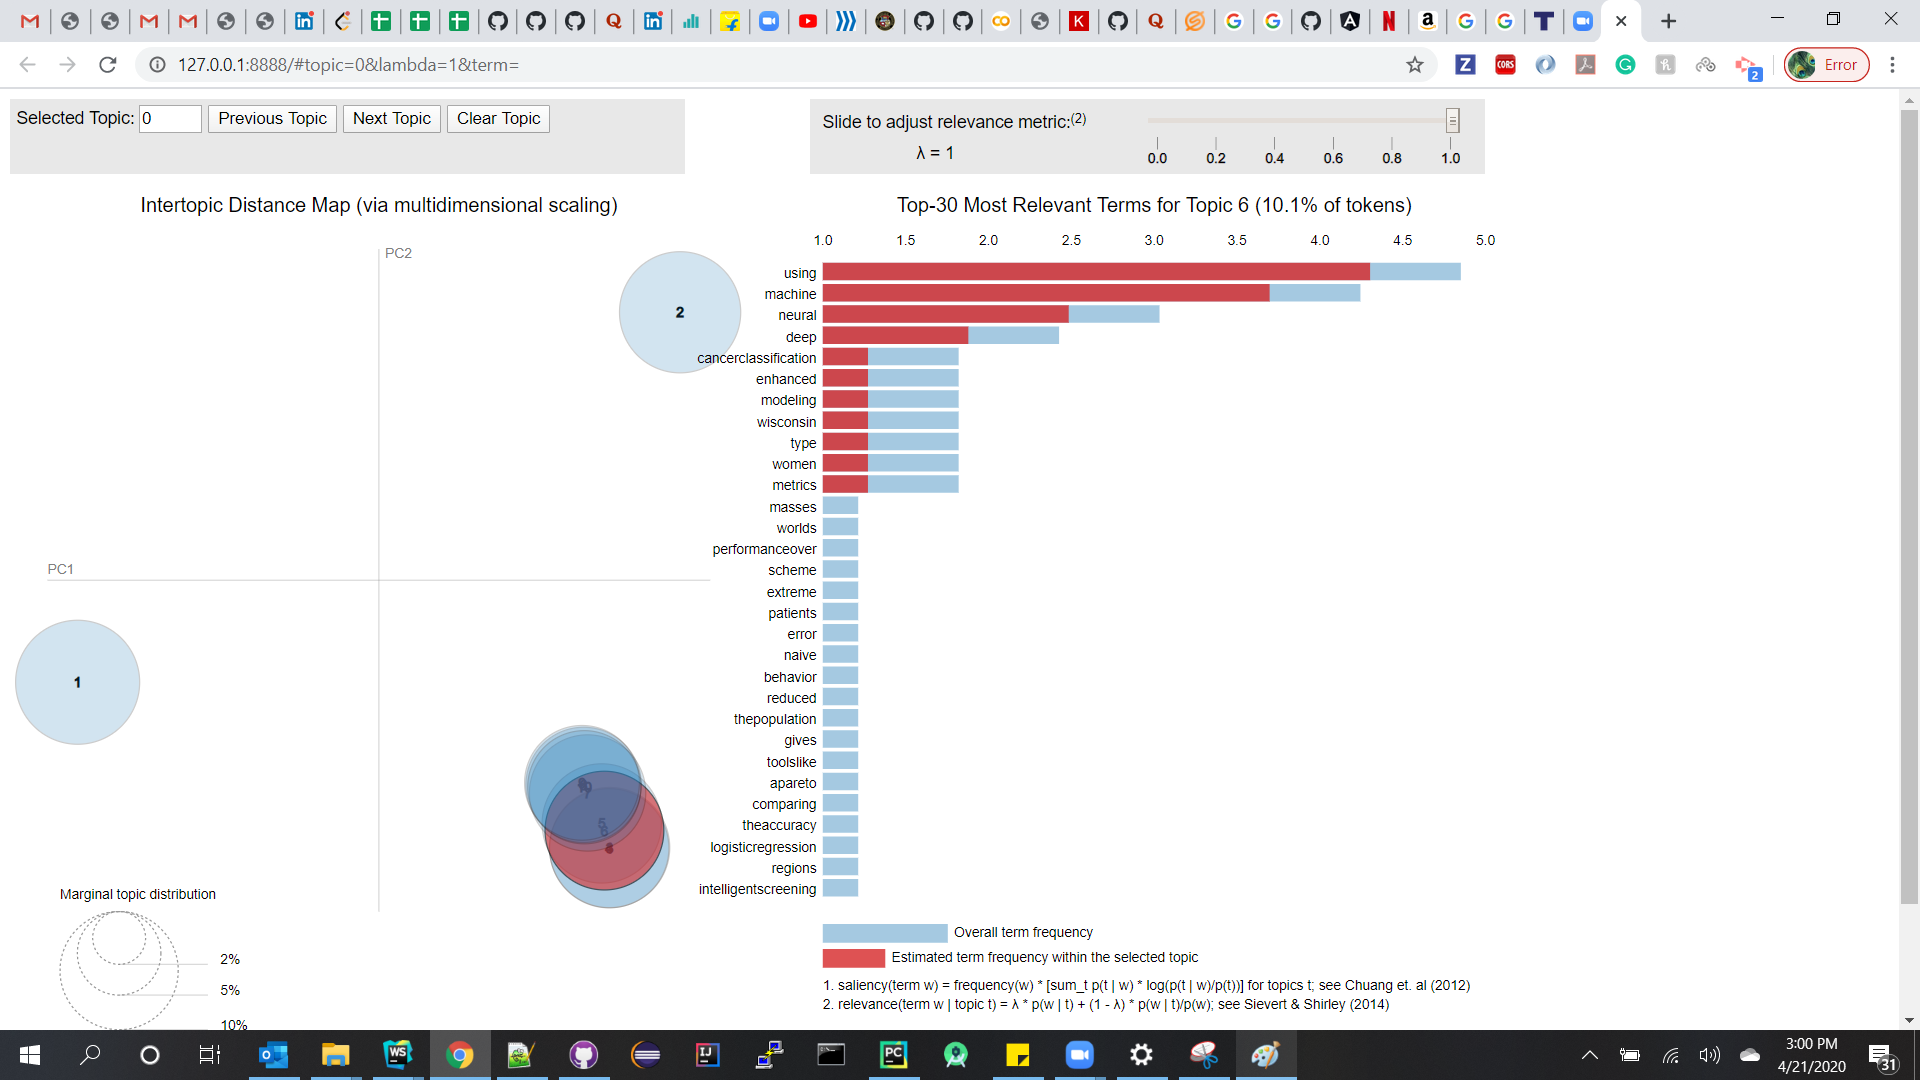 127.0.0.1:8888/#topic=0&lambda=1&term=
Error
Selected Topic: 0 Previous Topic Next Topic Clear Topic
Slide to adjust relevance metric:(2)
λ = 1
0.0 0.2 0.4 0.6 0.8 1.0
Intertopic Distance Map (via multidimensional scaling)
PC2
PC1
2
1
5
Marginal topic distribution
2%
5%
10%
Top-30 Most Relevant Terms for Topic 6 (10.1% of tokens)
1.0 1.5 2.0 2.5 3.0 3.5 4.0 4.5 5.0
using
machine
neural
deep
cancerclassification
enhanced
modeling
wisconsin
type
women
metrics
masses
worlds
performanceover
scheme
extreme
patients
error
naive
behavior
reduced
thepopulation
gives
toolslike
apareto
comparing
theaccuracy
logisticregression
regions
intelligentscreening
Overall term frequency
Estimated term frequency within the selected topic
1. saliency(term w) = frequency(w) * [sum_t p(t | w) * log(p(t | w)/p(t))] for topics t; see Chuang et. al (2012)
2. relevance(term w | topic t) = λ * p(w | t) + (1 - λ) * p(w | t)/p(w); see Sievert & Shirley (2014)
3:00 PM
4/21/2020
31